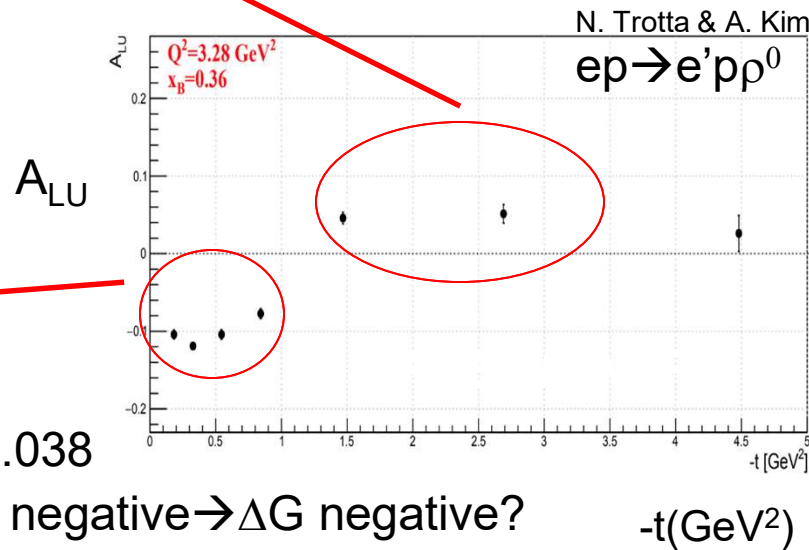 N. Trotta & A. Kim
ep→e'pρ⁰
Q²=3.28 GeV²
x_B=0.36
A_LU
A_LU
0.2
0.1
0
−0.1
−0.2
0 0.5 1 1.5 2 2.5 3 3.5 4 4.5 5
-t [GeV²]
.038
negative→ΔG negative?
-t(GeV²)